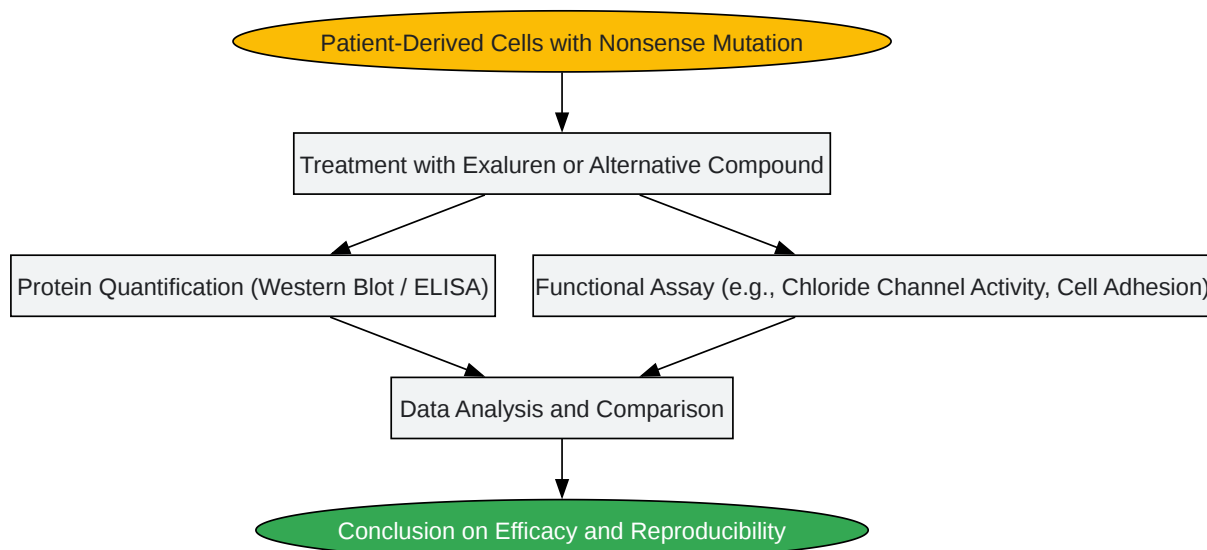 Patient-Derived Cells with Nonsense Mutation
Treatment with Exaluren or Alternative Compound
Protein Quantification (Western Blot / ELISA)
Functional Assay (e.g., Chloride Channel Activity, Cell Adhesion)
Data Analysis and Comparison
Conclusion on Efficacy and Reproducibility